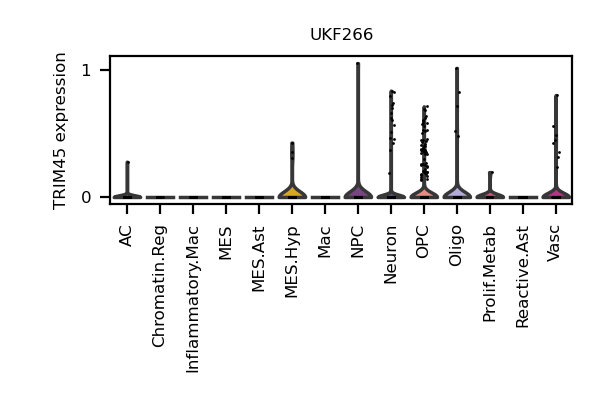 UKF266
TRIM45 expression
1
0
AC
Chromatin.Reg
Inflammatory.Mac
MES
MES.Ast
MES.Hyp
Mac
NPC
Neuron
OPC
Oligo
Prolif.Metab
Reactive.Ast
Vasc